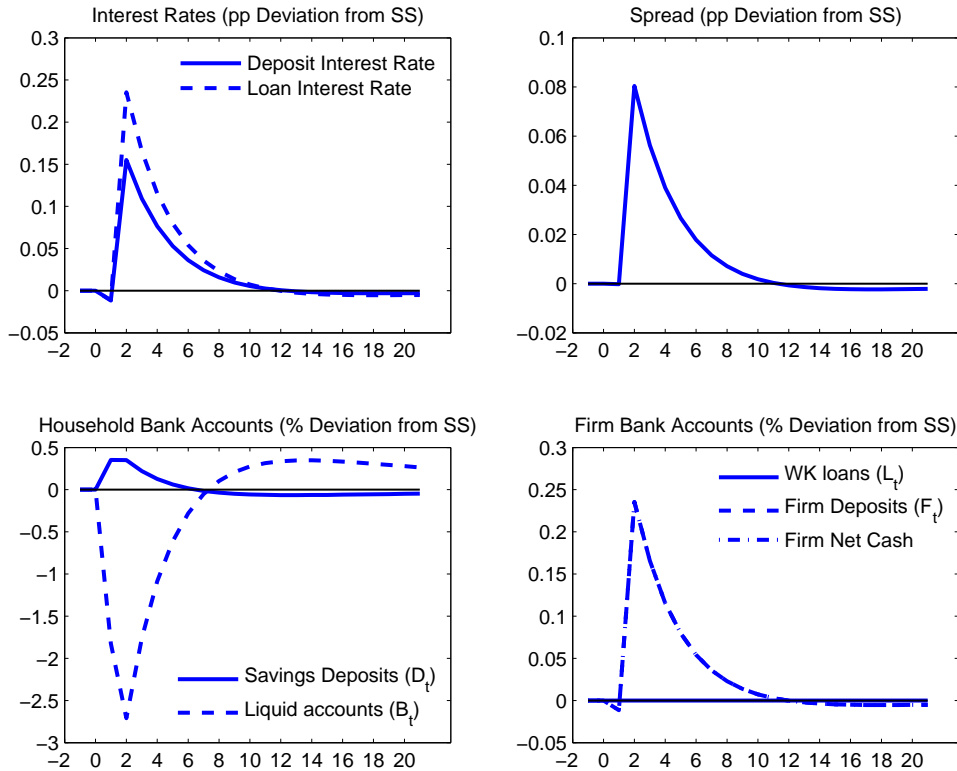 Interest Rates (pp Deviation from SS)
0.3
0.25
0.2
0.15
0.1
0.05
0
−0.05
−2 0 2 4 6 8 10 12 14 16 18 20
Deposit Interest Rate
Loan Interest Rate
Spread (pp Deviation from SS)
0.1
0.08
0.06
0.04
0.02
0
−0.02
−2 0 2 4 6 8 10 12 14 16 18 20
Household Bank Accounts (% Deviation from SS)
0.5
0
−0.5
−1
−1.5
−2
−2.5
−3
−2 0 2 4 6 8 10 12 14 16 18 20
Savings Deposits (D_t)
Liquid accounts (B_t)
Firm Bank Accounts (% Deviation from SS)
0.3
0.25
0.2
0.15
0.1
0.05
0
−0.05
−2 0 2 4 6 8 10 12 14 16 18 20
WK loans (L_t)
Firm Deposits (F_t)
Firm Net Cash